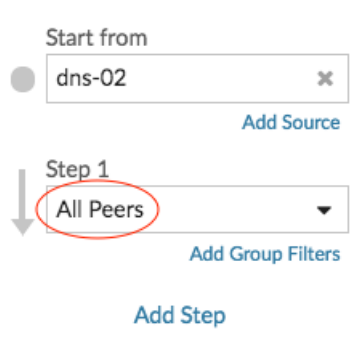 Start from
dns-02
Add Source
Step 1
All Peers
Add Group Filters
Add Step